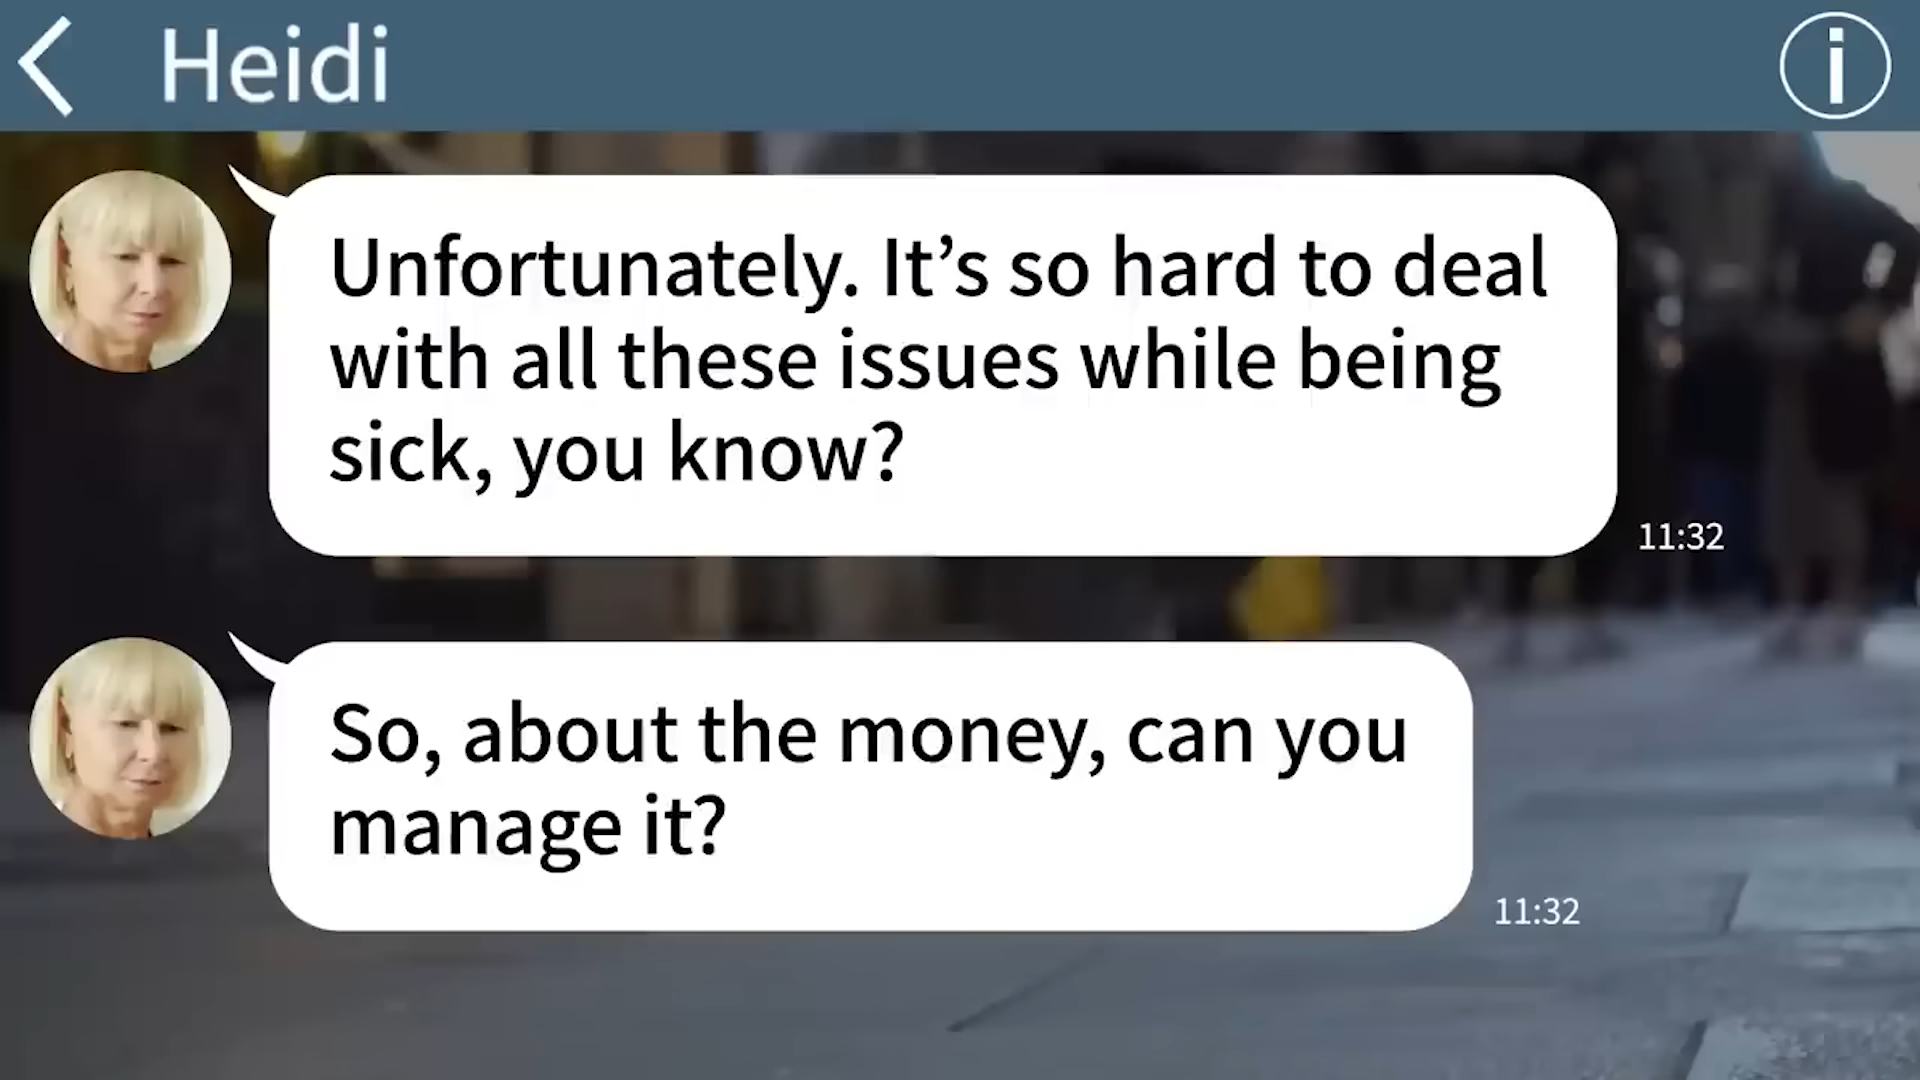 Heidi
Unfortunately. It’s so hard to deal
with all these issues while being
sick, you know?
11:32
So, about the money, can you
manage it?
11:32